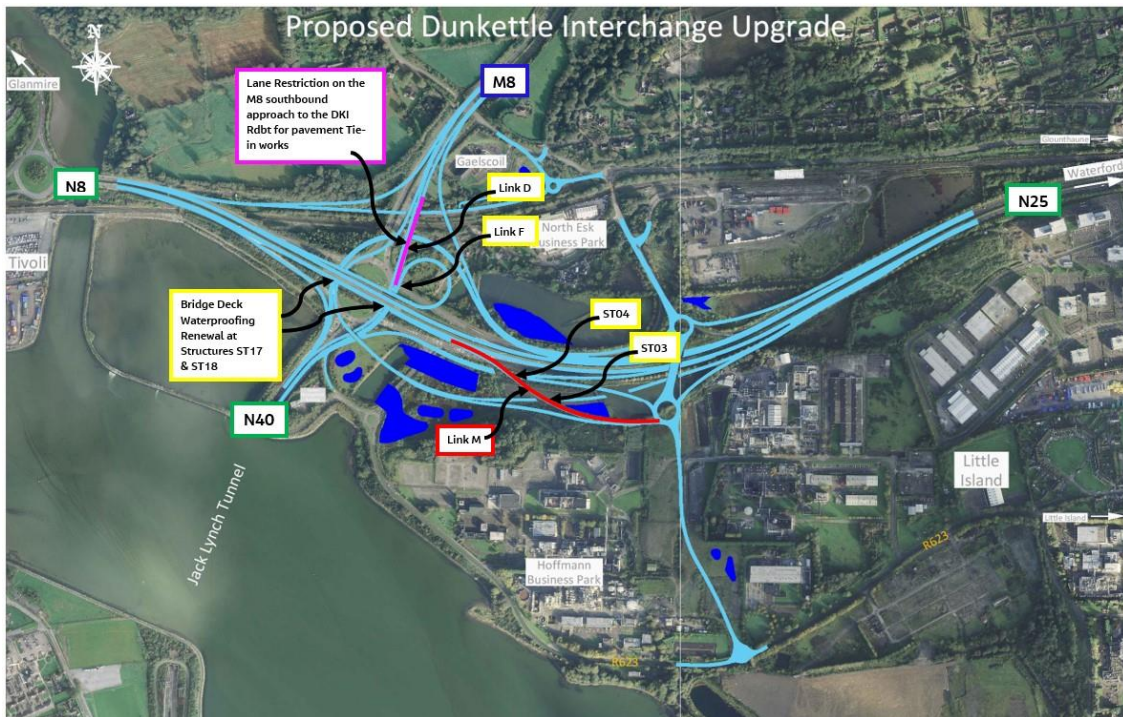 Proposed Dunkettle Interchange Upgrade
N
Glanmire
Lane Restriction on the
M8 southbound
approach to the DKI
Rdbt for pavement Tie-
in works
M8
Glounthaune
Gaelscoil
Waterford
N8
Link D
N25
Link F
North Esk
Business Park
Tivoli
Bridge Deck
Waterproofing
Renewal at
Structures ST17
& ST18
ST04
ST03
N40
Link M
Little
Island
Jack Lynch Tunnel
Little Island
R623
Hoffmann
Business Park
R623